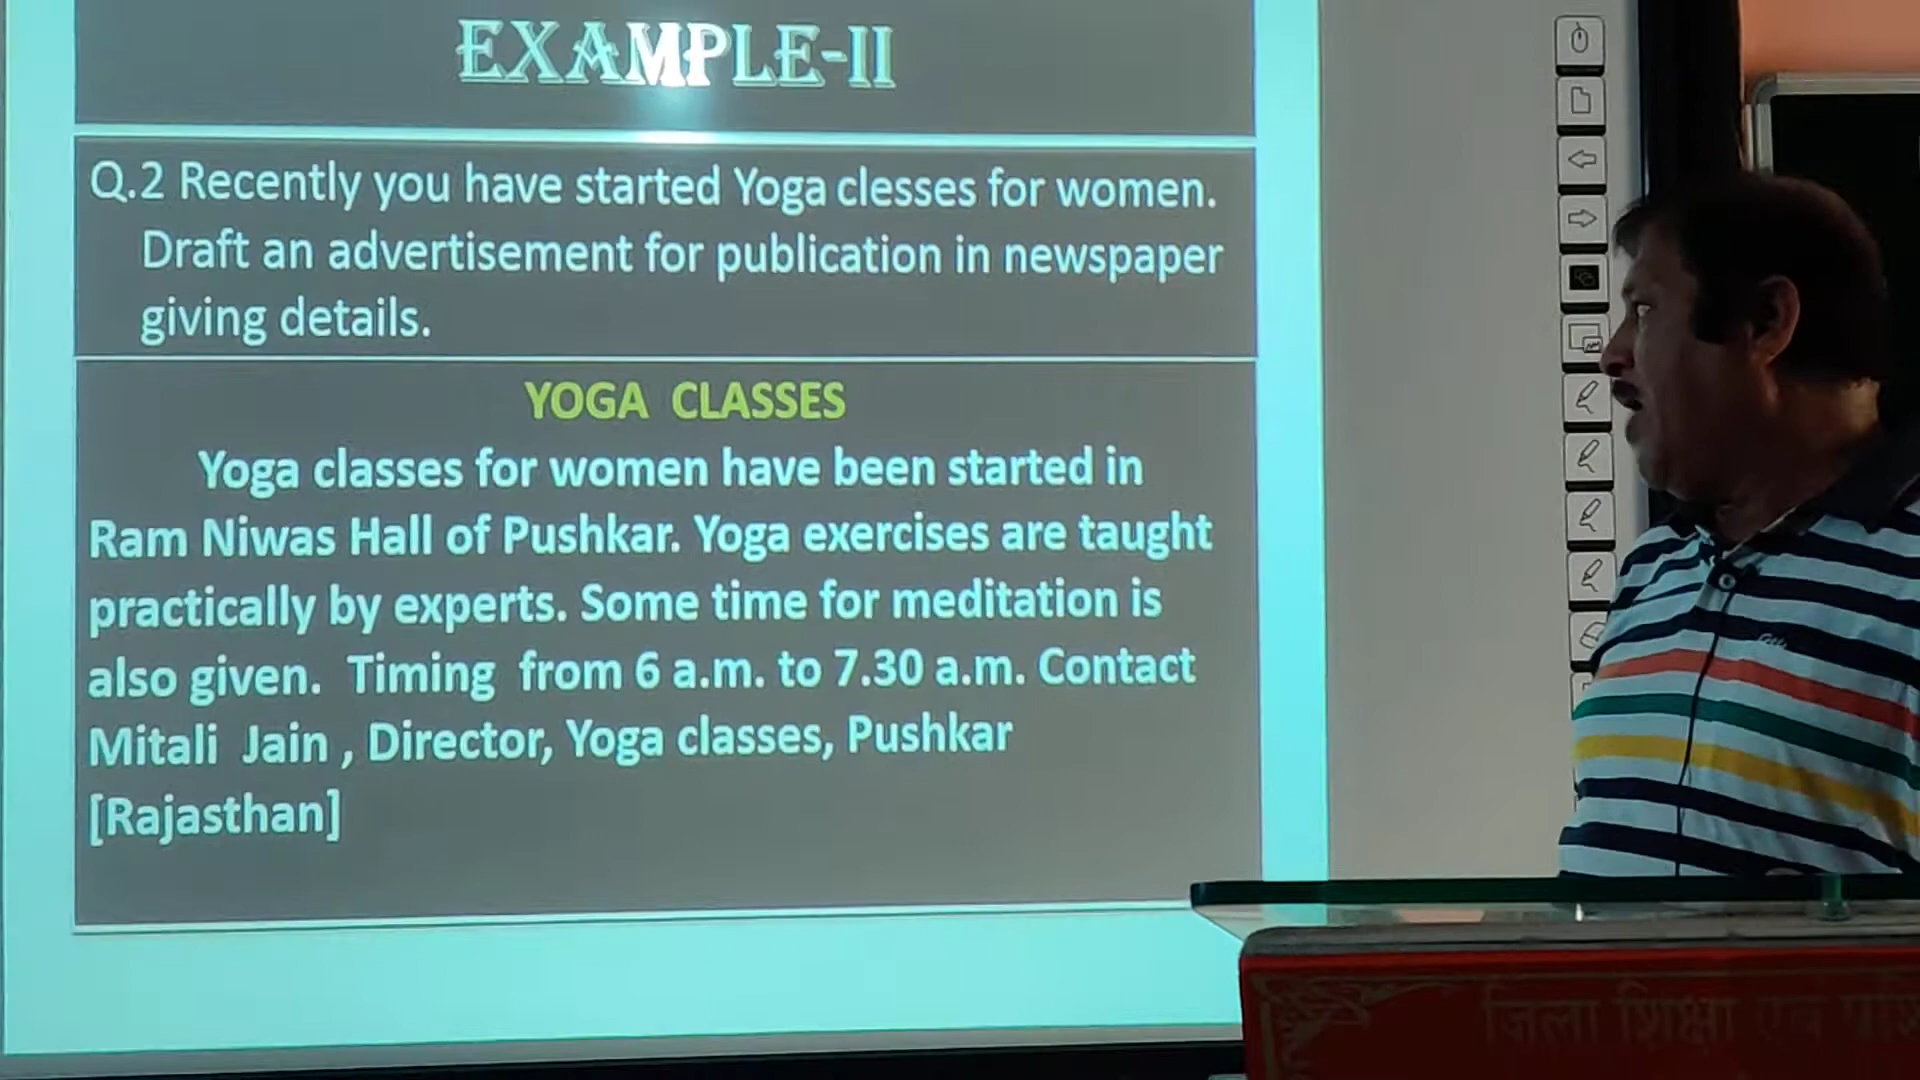 EXAMPLE-II
Q.2 Recently you have started Yoga clesses for women.
Draft an advertisement for publication in newspaper
giving details.
YOGA CLASSES
Yoga classes for women have been started in
Ram Niwas Hall of Pushkar. Yoga exercises are taught
practically by experts. Some time for meditation is
also given. Timing from 6 a.m. to 7.30 a.m. Contact
Mitali Jain , Director, Yoga classes, Pushkar
[Rajasthan]
जिला शिक्षा एवं